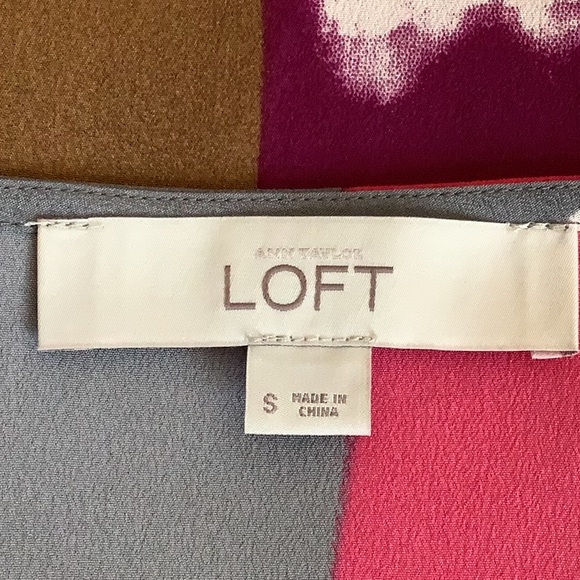 ANN TAYLOR
LOFT
S MADE IN
CHINA